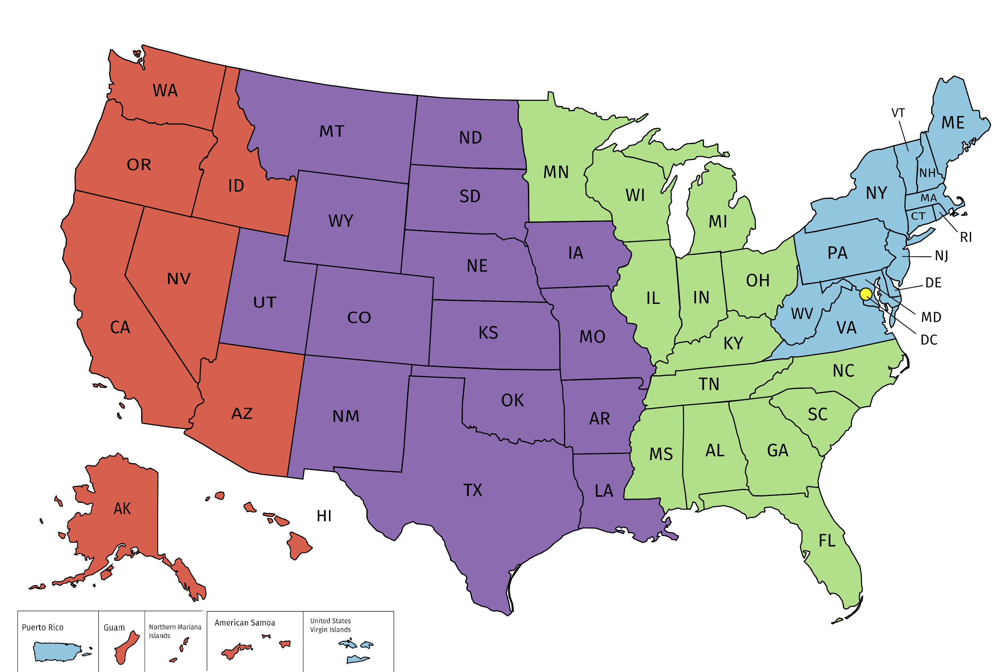 WA
OR
ID
MT
ND
MN
SD
WY
WI
MI
VT
ME
NH
NY
MA
CT
RI
NJ
PA
DE
MD
DC
IA
NE
NV
UT
CO
CA
KS
MO
IL
IN
OH
WV
VA
KY
NC
TN
SC
OK
AR
NM
AZ
MS
AL
GA
TX
LA
FL
AK
HI
Puerto Rico
Guam
Northern Mariana
Islands
American Samoa
United States
Virgin Islands